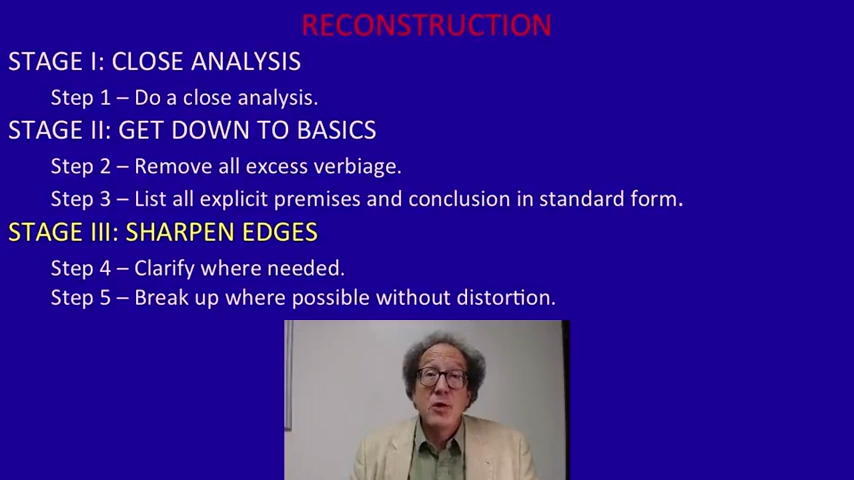 RECONSTRUCTION
STAGE I: CLOSE ANALYSIS
Step 1 – Do a close analysis.
STAGE II: GET DOWN TO BASICS
Step 2 – Remove all excess verbiage.
Step 3 – List all explicit premises and conclusion in standard form.
STAGE III: SHARPEN EDGES
Step 4 – Clarify where needed.
Step 5 – Break up where possible without distortion.